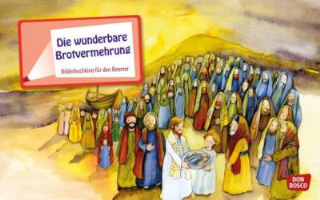 Die wunderbare
Brotvermehrung
Bilderbuchkino für den Beamer
DON
BOSCO